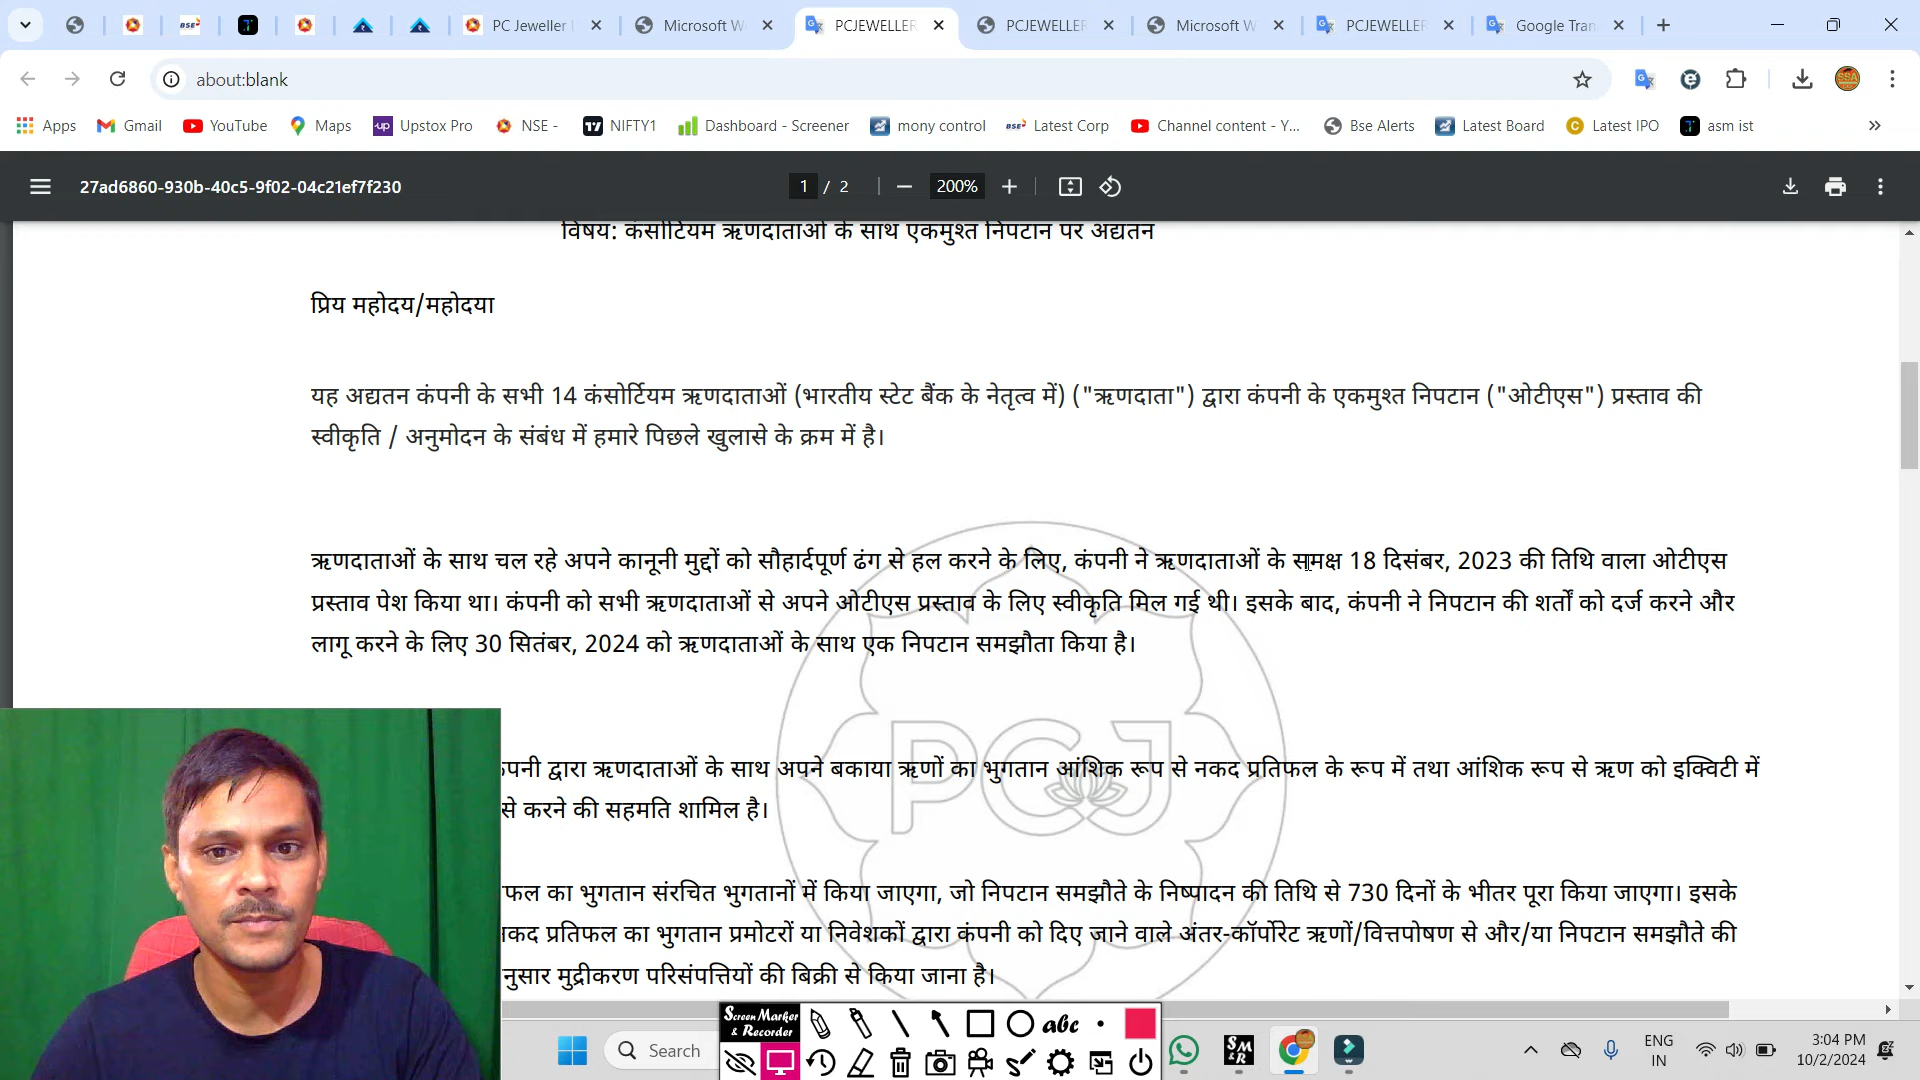 PC Jeweller
Microsoft W
PCJEWELLER
PCJEWELLER
Microsoft W
PCJEWELLER
Google Tran
about:blank
Apps
Gmail
YouTube
Maps
Upstox Pro
NSE -
NIFTY1
Dashboard - Screener
mony control
Latest Corp
Channel content - Y...
Bse Alerts
Latest Board
Latest IPO
asm ist
27ad6860-930b-40c5-9f02-04c21ef7f230
1 / 2
200%
विषय: कंसोर्टियम ऋणदाताओं के साथ एकमुश्त निपटान पर अद्यतन
प्रिय महोदय/महोदया
यह अद्यतन कंपनी के सभी 14 कंसोर्टियम ऋणदाताओं (भारतीय स्टेट बैंक के नेतृत्व में) ("ऋणदाता") द्वारा कंपनी के एकमुश्त निपटान ("ओटीएस") प्रस्ताव की
स्वीकृति / अनुमोदन के संबंध में हमारे पिछले खुलासे के क्रम में है।
ऋणदाताओं के साथ चल रहे अपने कानूनी मुद्दों को सौहार्दपूर्ण ढंग से हल करने के लिए, कंपनी ने ऋणदाताओं के समक्ष 18 दिसंबर, 2023 की तिथि वाला ओटीएस
प्रस्ताव पेश किया था। कंपनी को सभी ऋणदाताओं से अपने ओटीएस प्रस्ताव के लिए स्वीकृति मिल गई थी। इसके बाद, कंपनी ने निपटान की शर्तों को दर्ज करने और
लागू करने के लिए 30 सितंबर, 2024 को ऋणदाताओं के साथ एक निपटान समझौता किया है।
PCJ
द्वारा ऋणदाताओं के साथ अपने बकाया ऋणों का भुगतान आंशिक रूप से नकद प्रतिफल के रूप में तथा आंशिक रूप से ऋण को इक्विटी में
से करने की सहमति शामिल है।
फल का भुगतान संरचित भुगतानों में किया जाएगा, जो निपटान समझौते के निष्पादन की तिथि से 730 दिनों के भीतर पूरा किया जाएगा। इसके
प्रतिफल का भुगतान प्रमोटरों या निवेशकों द्वारा कंपनी को दिए जाने वाले अंतर-कॉर्पोरेट ऋणों/वित्तपोषण से और/या निपटान समझौते की
मुद्रीकरण परिसंपत्तियों की बिक्री से किया जाना है।
Screen Marker
& Recorder
abc
Search
SM
&R
ENG
IN
3:04 PM
10/2/2024